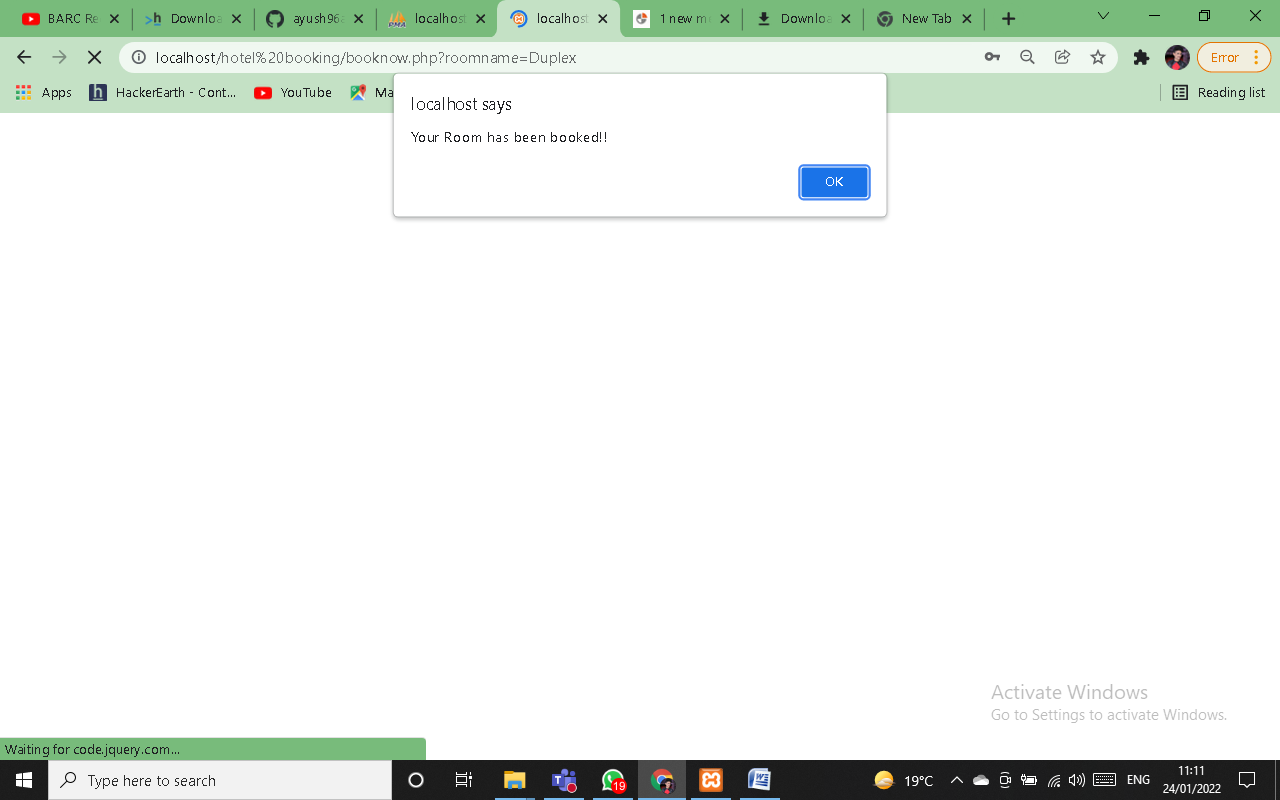 BARC Re
Downloa
ayush96a
localhost
localhost
1 new me
Downloa
New Tab
localhost/hotel%20booking/booknow.php?roomname=Duplex
Error
Apps
HackerEarth - Cont...
YouTube
Ma
Reading list
localhost says
Your Room has been booked!!
OK
Activate Windows
Go to Settings to activate Windows.
Waiting for code.jquery.com...
Type here to search
19
19°C
ENG
11:11
24/01/2022